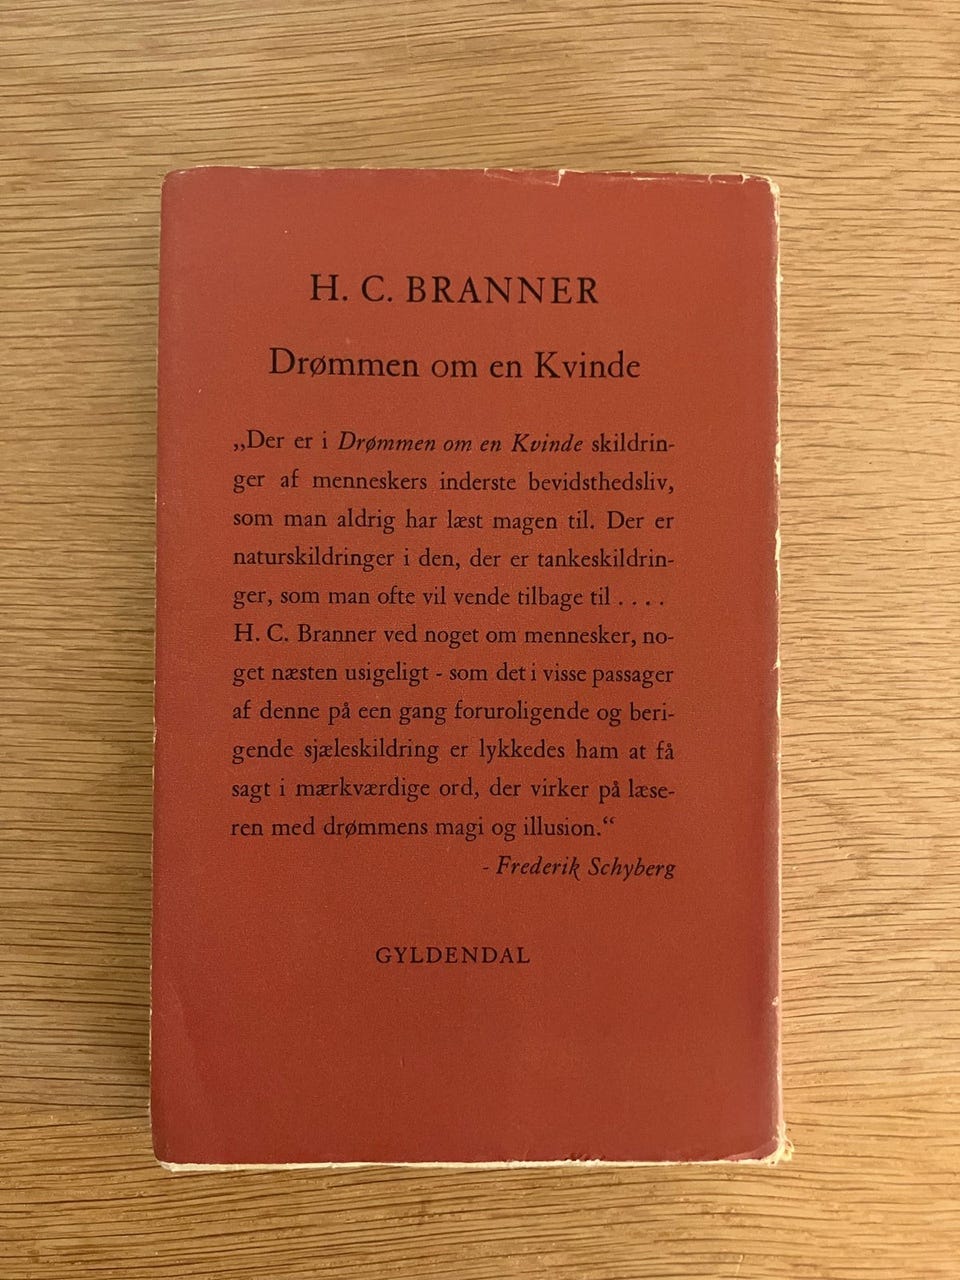 H. C. BRANNER
Drømmen om en Kvinde
„Der er i Drømmen om en Kvinde skildrin-
ger af menneskers inderste bevidsthedsliv,
som man aldrig har læst magen til. Der er
naturskildringer i den, der er tankeskildrin-
ger, som man ofte vil vende tilbage til . . . .
H. C. Branner ved noget om mennesker, no-
get næsten usigeligt - som det i visse passager
af denne på een gang foruroligende og beri-
gende sjæleskildring er lykkedes ham at få
sagt i mærkværdige ord, der virker på læse-
ren med drømmens magi og illusion.“
- Frederik Schyberg
GYLDENDAL